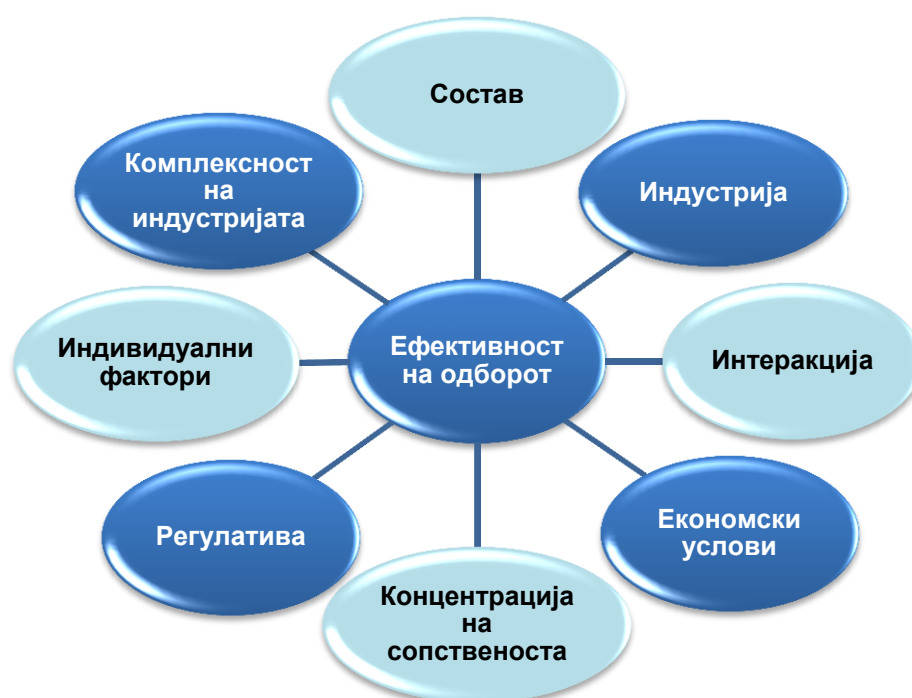 Состав
Комплексност
на
индустријата
Индустрија
Индивидуални
фактори
Ефективност
на одборот
Интеракција
Регулатива
Економски
услови
Концентрација
на
сопственоста